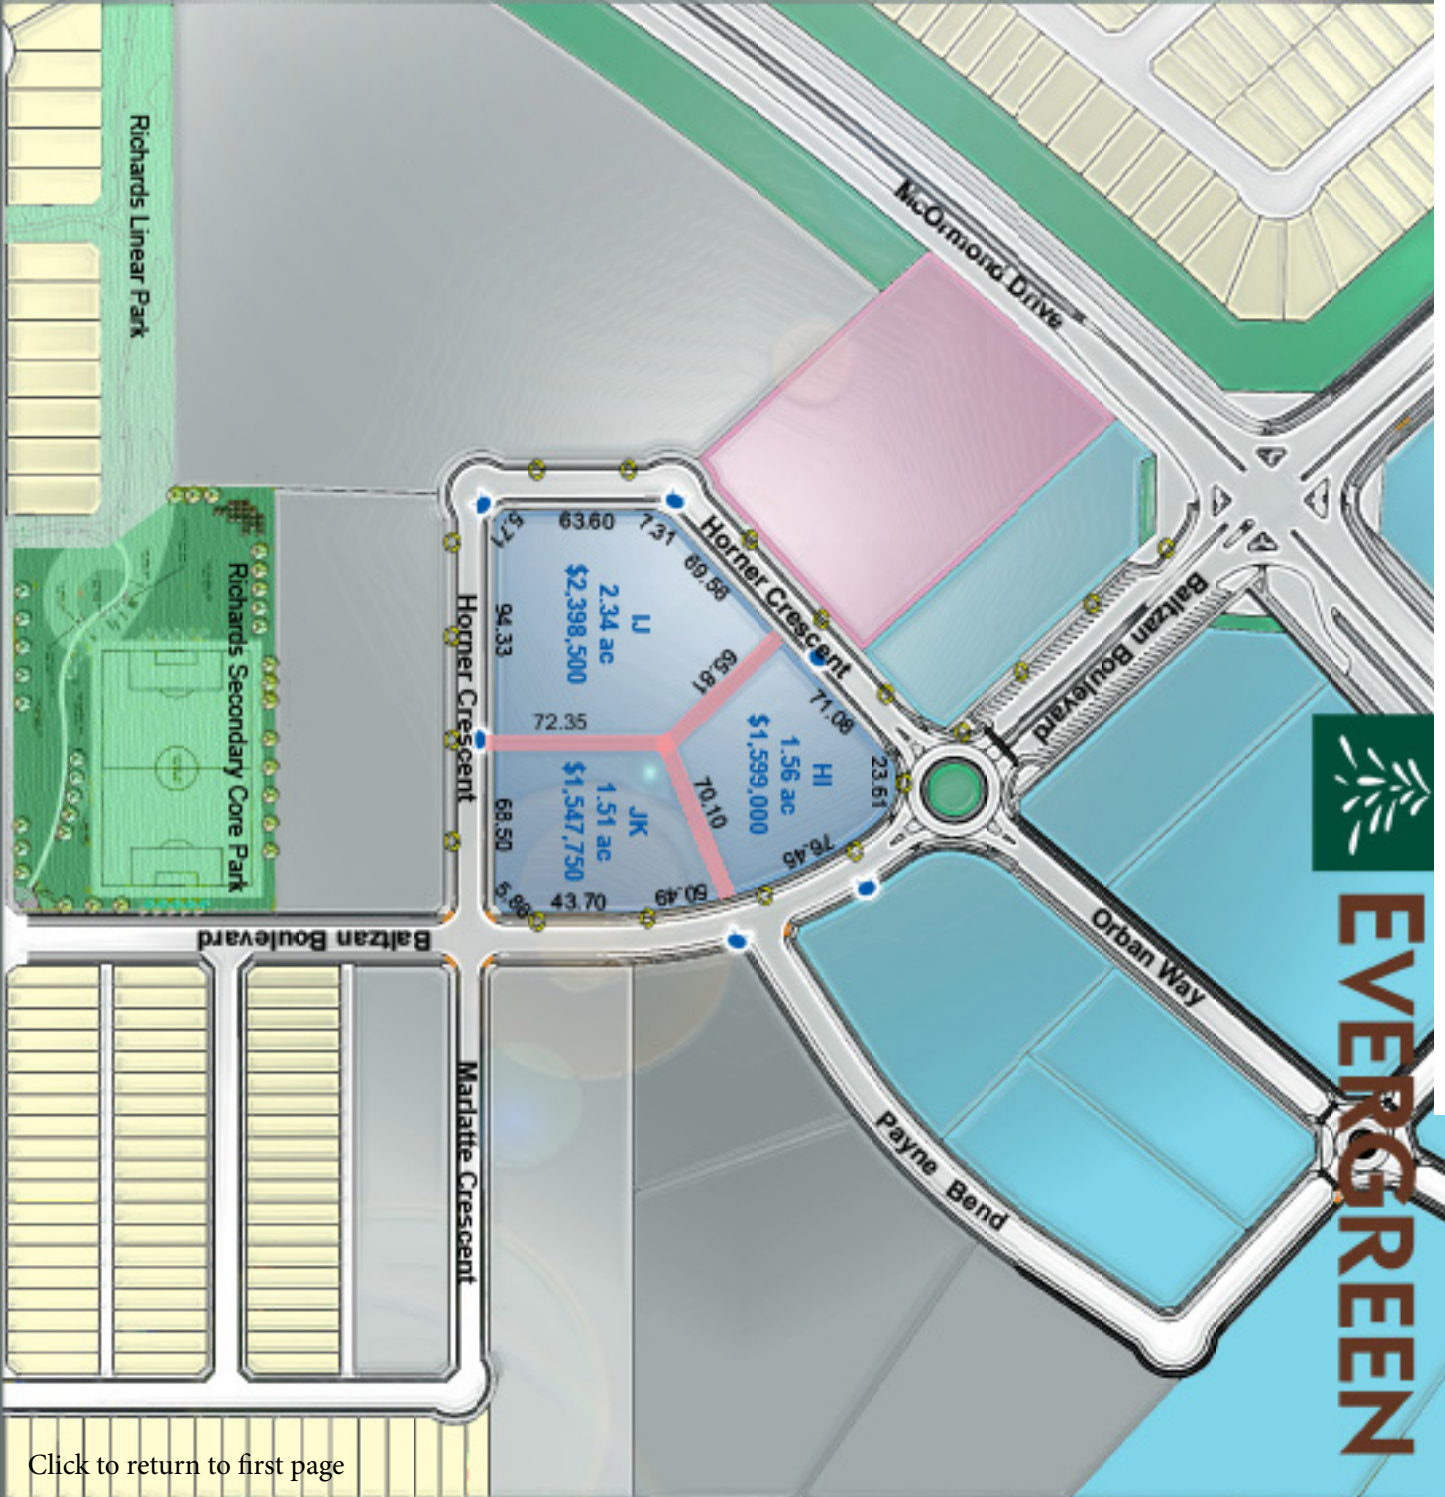 McOrmond Drive
Richards Linear Park
Horner Crescent
5.71
63.60
7.31
69.58
IJ
2.34 ac
$2,398,500
94.33
65.81
72.35
Horner Crescent
Richards Secondary Core Park
Baltzan Boulevard
71.08
HI
1.56 ac
$1,599,000
23.61
JK
1.51 ac
$1,547,750
68.50
70.10
76.45
43.70
60.49
Baltzan Boulevard
Orban Way
Marlatte Crescent
Payne Bend
EVERGREEN
Click to return to first page